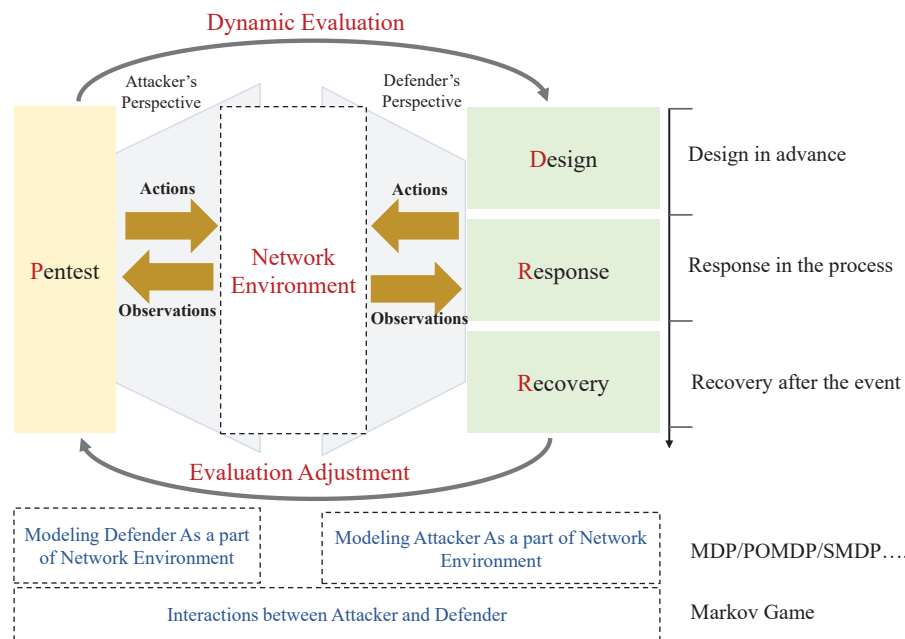 Dynamic Evaluation
Attacker's
Perspective
Defender's
Perspective
Design
Design in advance
Actions
Actions
Pentest
Network
Environment
Response
Response in the process
Observations
Observations
Recovery
Recovery after the event
Evaluation Adjustment
Modeling Defender As a part
of Network Environment
Modeling Attacker As a part of Network
Environment
MDP/POMDP/SMDP….
Interactions between Attacker and Defender
Markov Game